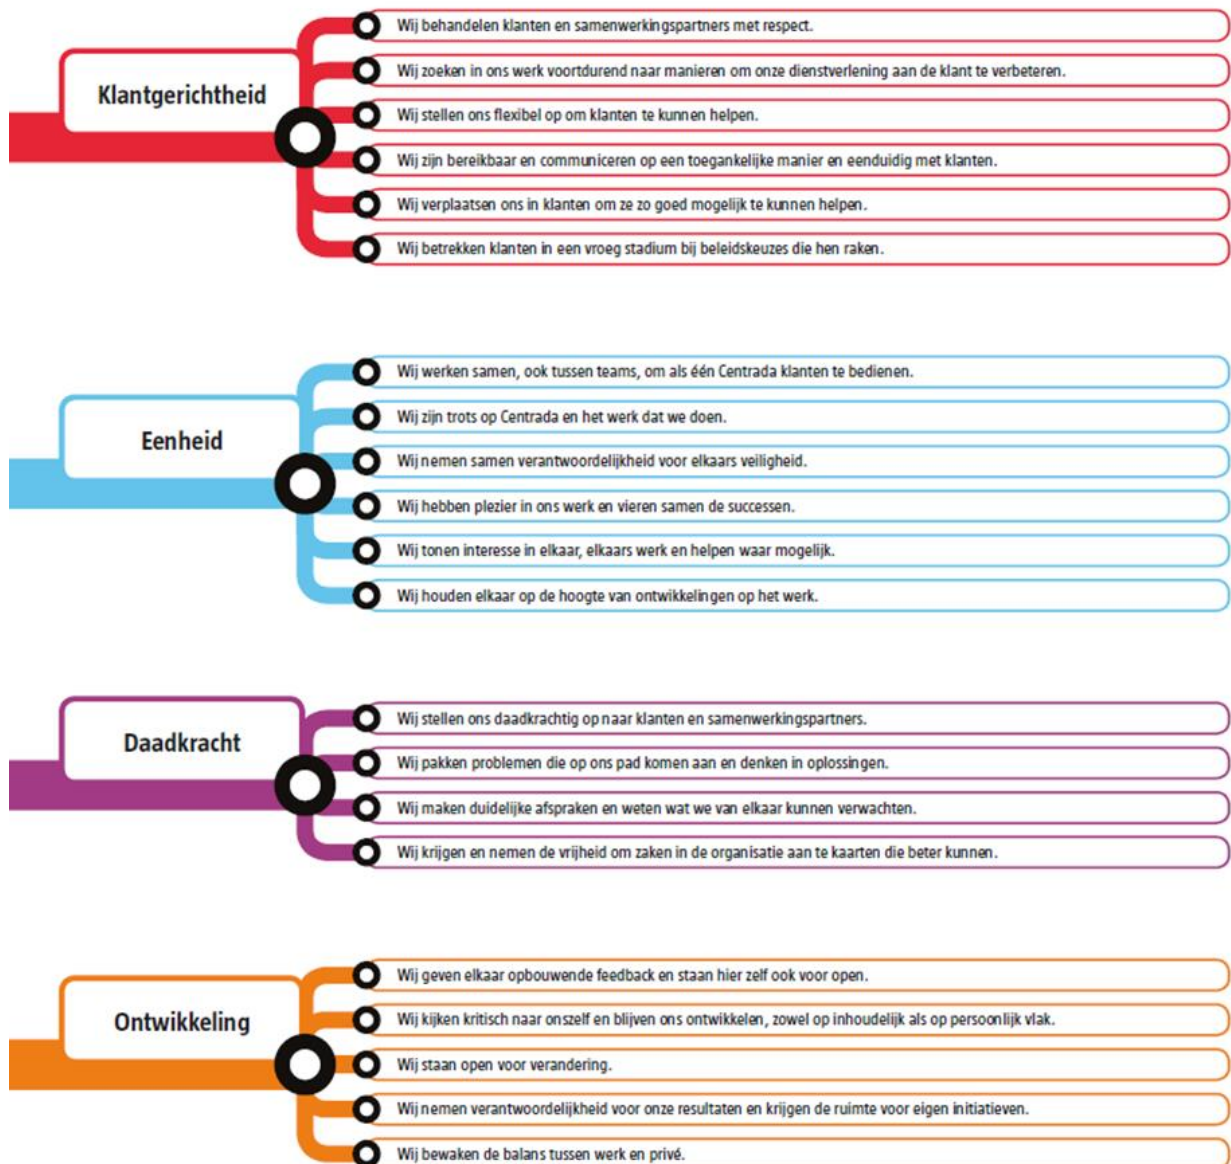 Klantgerichtheid
Wij behandelen klanten en samenwerkingspartners met respect.
Wij zoeken in ons werk voortdurend naar manieren om onze dienstverlening aan de klant te verbeteren.
Wij stellen ons flexibel op om klanten te kunnen helpen.
Wij zijn bereikbaar en communiceren op een toegankelijke manier en eenduidig met klanten.
Wij verplaatsen ons in klanten om ze zo goed mogelijk te kunnen helpen.
Wij betrekken klanten in een vroeg stadium bij beleidskeuzes die hen raken.
Eenheid
Wij werken samen, ook tussen teams, om als één Centrada klanten te bedienen.
Wij zijn trots op Centrada en het werk dat we doen.
Wij nemen samen verantwoordelijkheid voor elkaars veiligheid.
Wij hebben plezier in ons werk en vieren samen de successen.
Wij tonen interesse in elkaar, elkaars werk en helpen waar mogelijk.
Wij houden elkaar op de hoogte van ontwikkelingen op het werk.
Daadkracht
Wij stellen ons daadkrachtig op naar klanten en samenwerkingspartners.
Wij pakken problemen die op ons pad komen aan en denken in oplossingen.
Wij maken duidelijke afspraken en weten wat we van elkaar kunnen verwachten.
Wij krijgen en nemen de vrijheid om zaken in de organisatie aan te kaarten die beter kunnen.
Ontwikkeling
Wij geven elkaar opbouwende feedback en staan hier zelf ook voor open.
Wij kijken kritisch naar onszelf en blijven ons ontwikkelen, zowel op inhoudelijk als op persoonlijk vlak.
Wij staan open voor verandering.
Wij nemen verantwoordelijkheid voor onze resultaten en krijgen de ruimte voor eigen initiatieven.
Wij bewaken de balans tussen werk en privé.